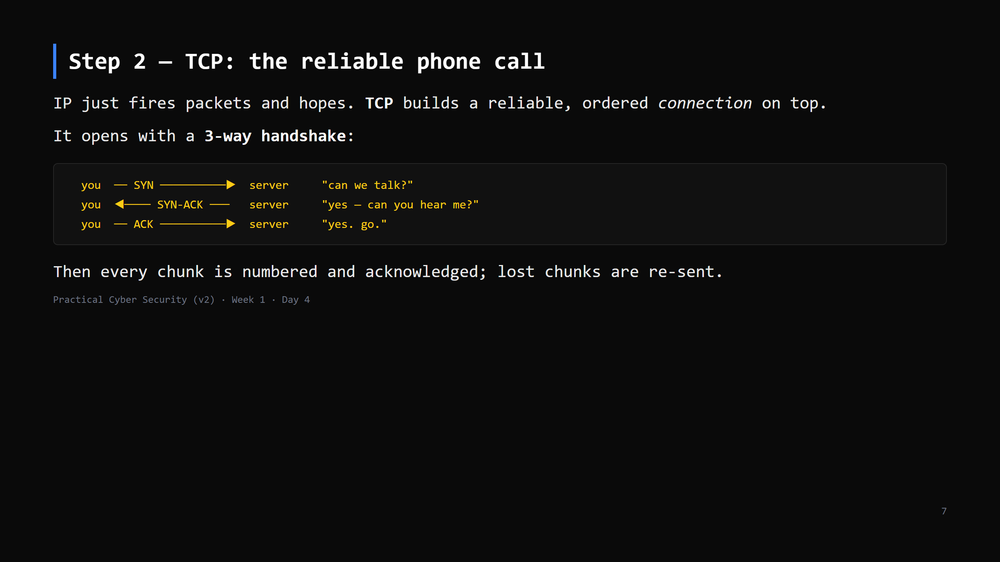 Step 2 — TCP: the reliable phone call
IP just fires packets and hopes. TCP builds a reliable, ordered connection on top.
It opens with a 3-way handshake:
you  ── SYN ──────────▶  server     "can we talk?"
you  ◀──── SYN-ACK ───   server     "yes — can you hear me?"
you  ── ACK ──────────▶  server     "yes. go."
Then every chunk is numbered and acknowledged; lost chunks are re-sent.
Practical Cyber Security (v2) · Week 1 · Day 4
7